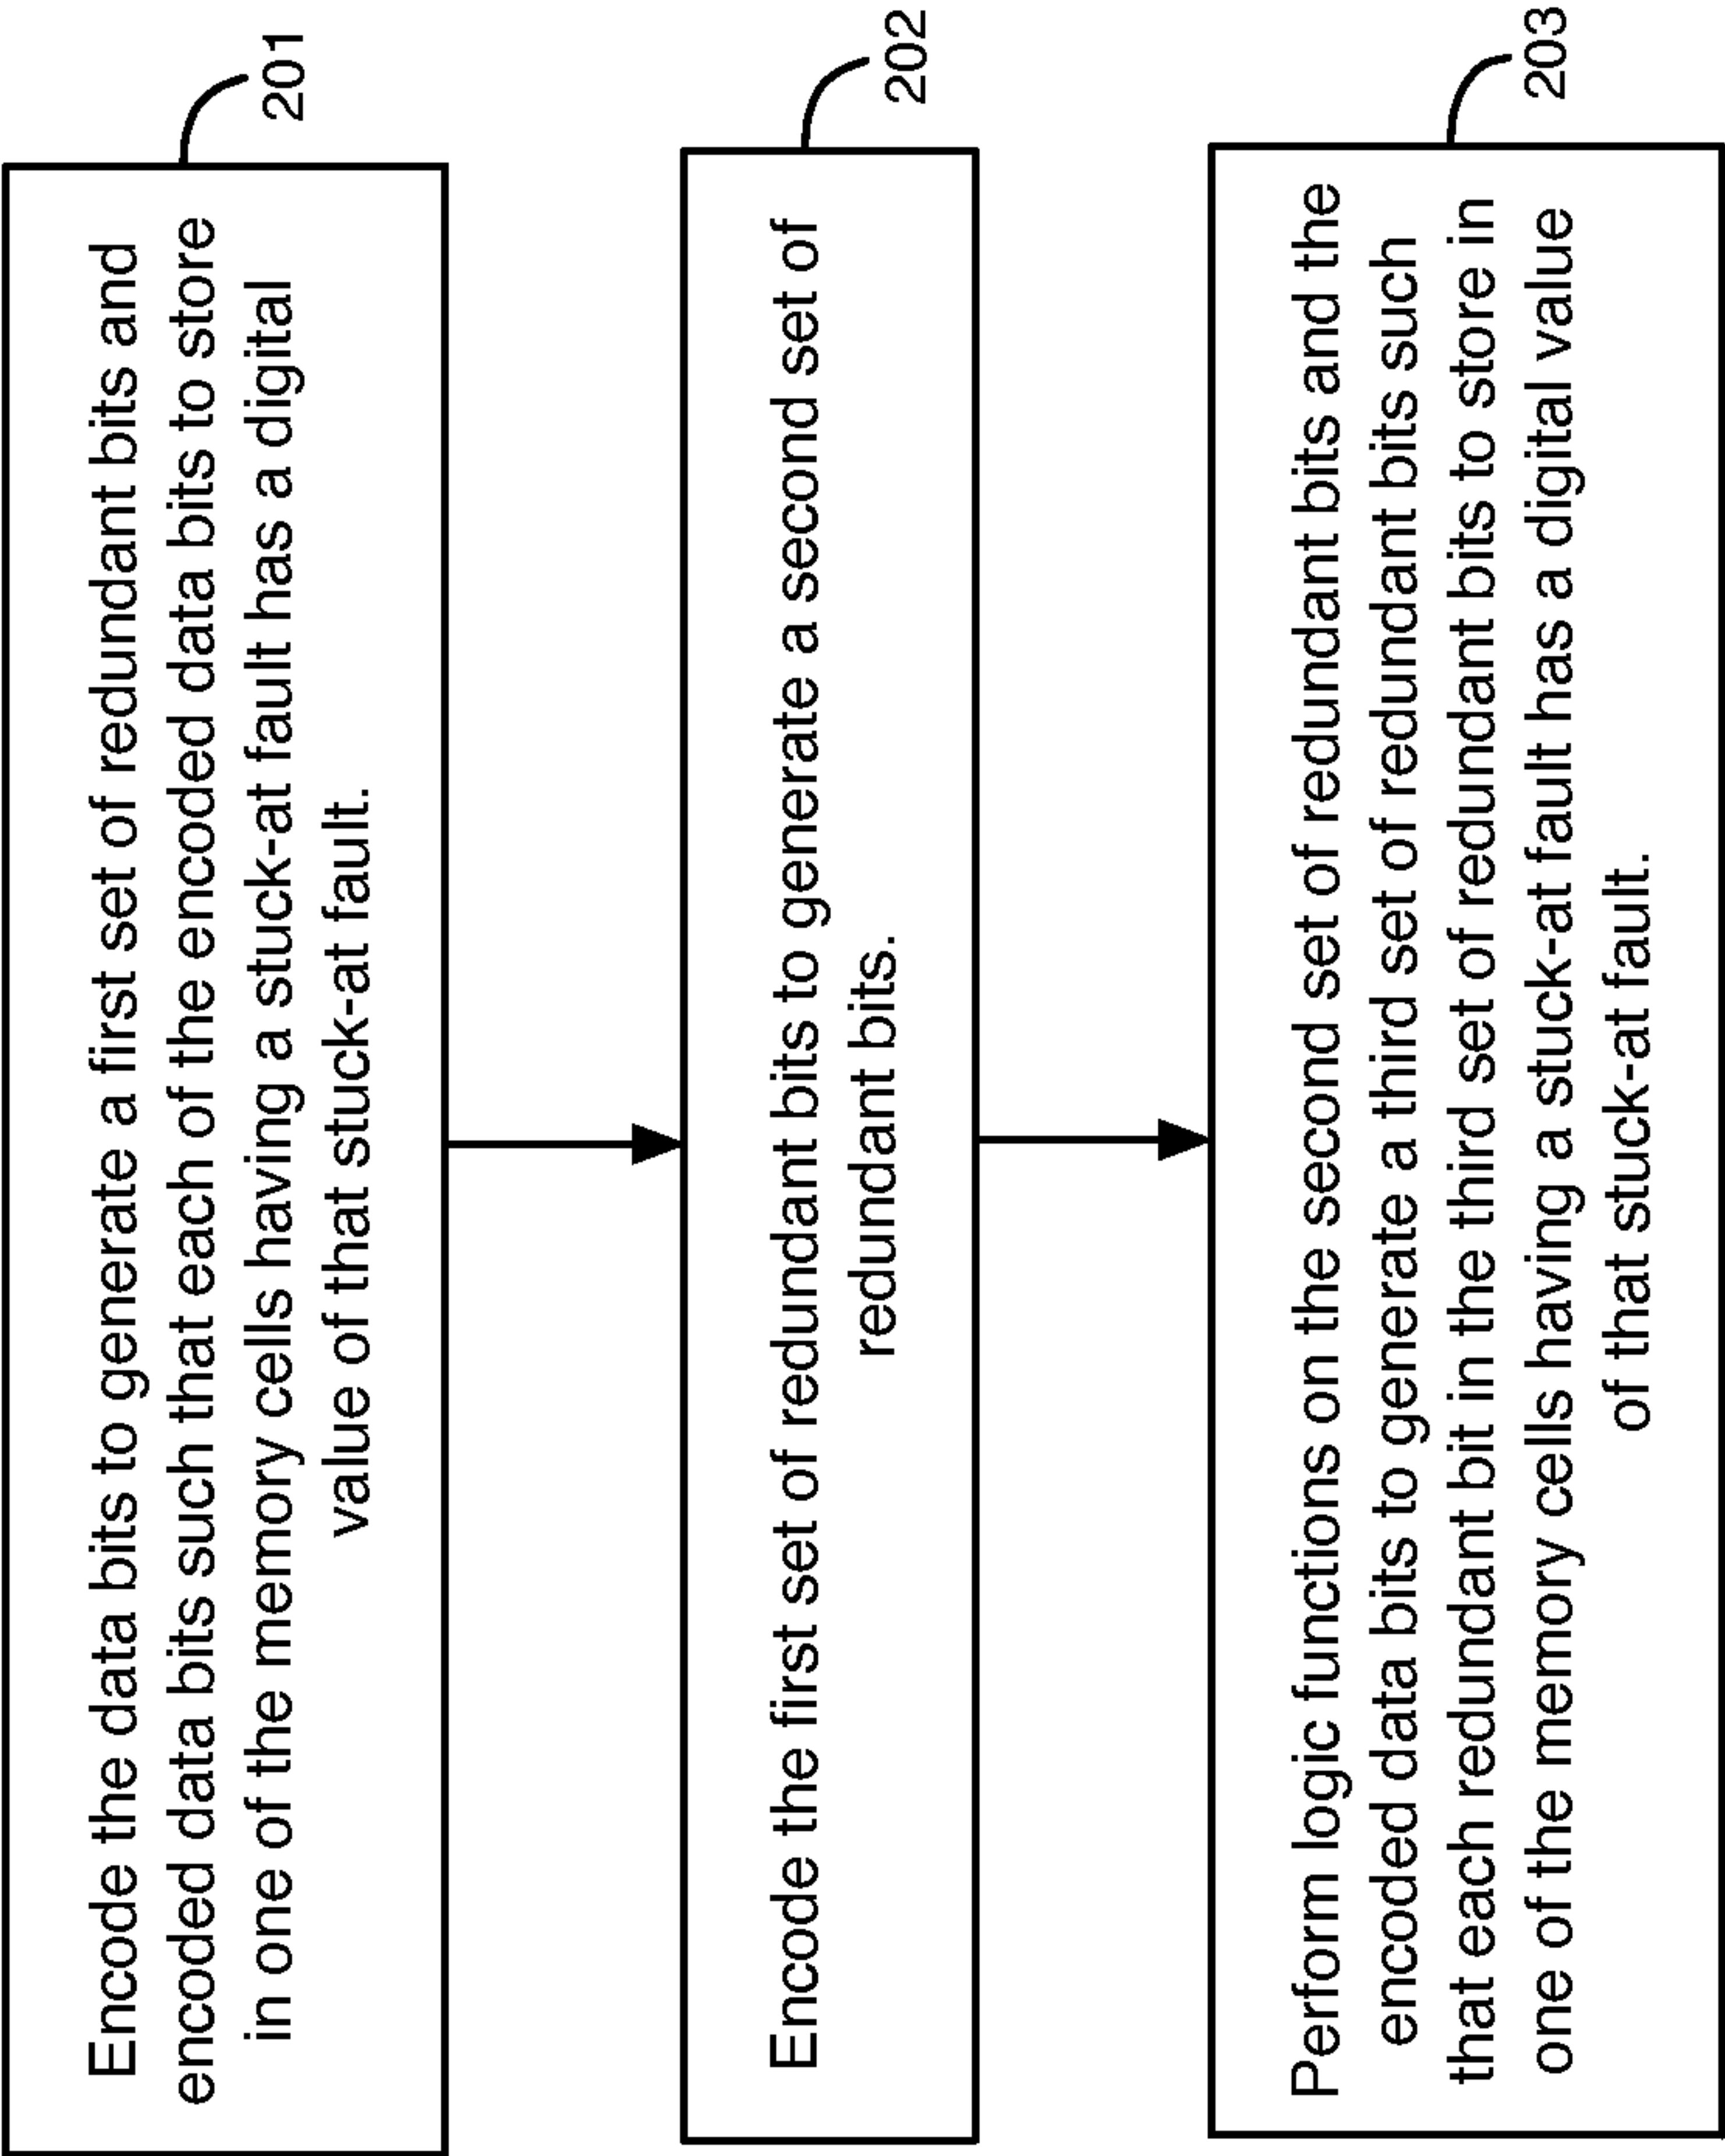 Encode the data bits to generate a first set of redundant bits and
encoded data bits such that each of the encoded data bits to store
in one of the memory cells having a stuck-at fault has a digital
value of that stuck-at fault.
201
Encode the first set of redundant bits to generate a second set of
redundant bits.
202
Perform logic functions on the second set of redundant bits and the
encoded data bits to generate a third set of redundant bits such
that each redundant bit in the third set of redundant bits to store in
one of the memory cells having a stuck-at fault has a digital value
of that stuck-at fault.
203